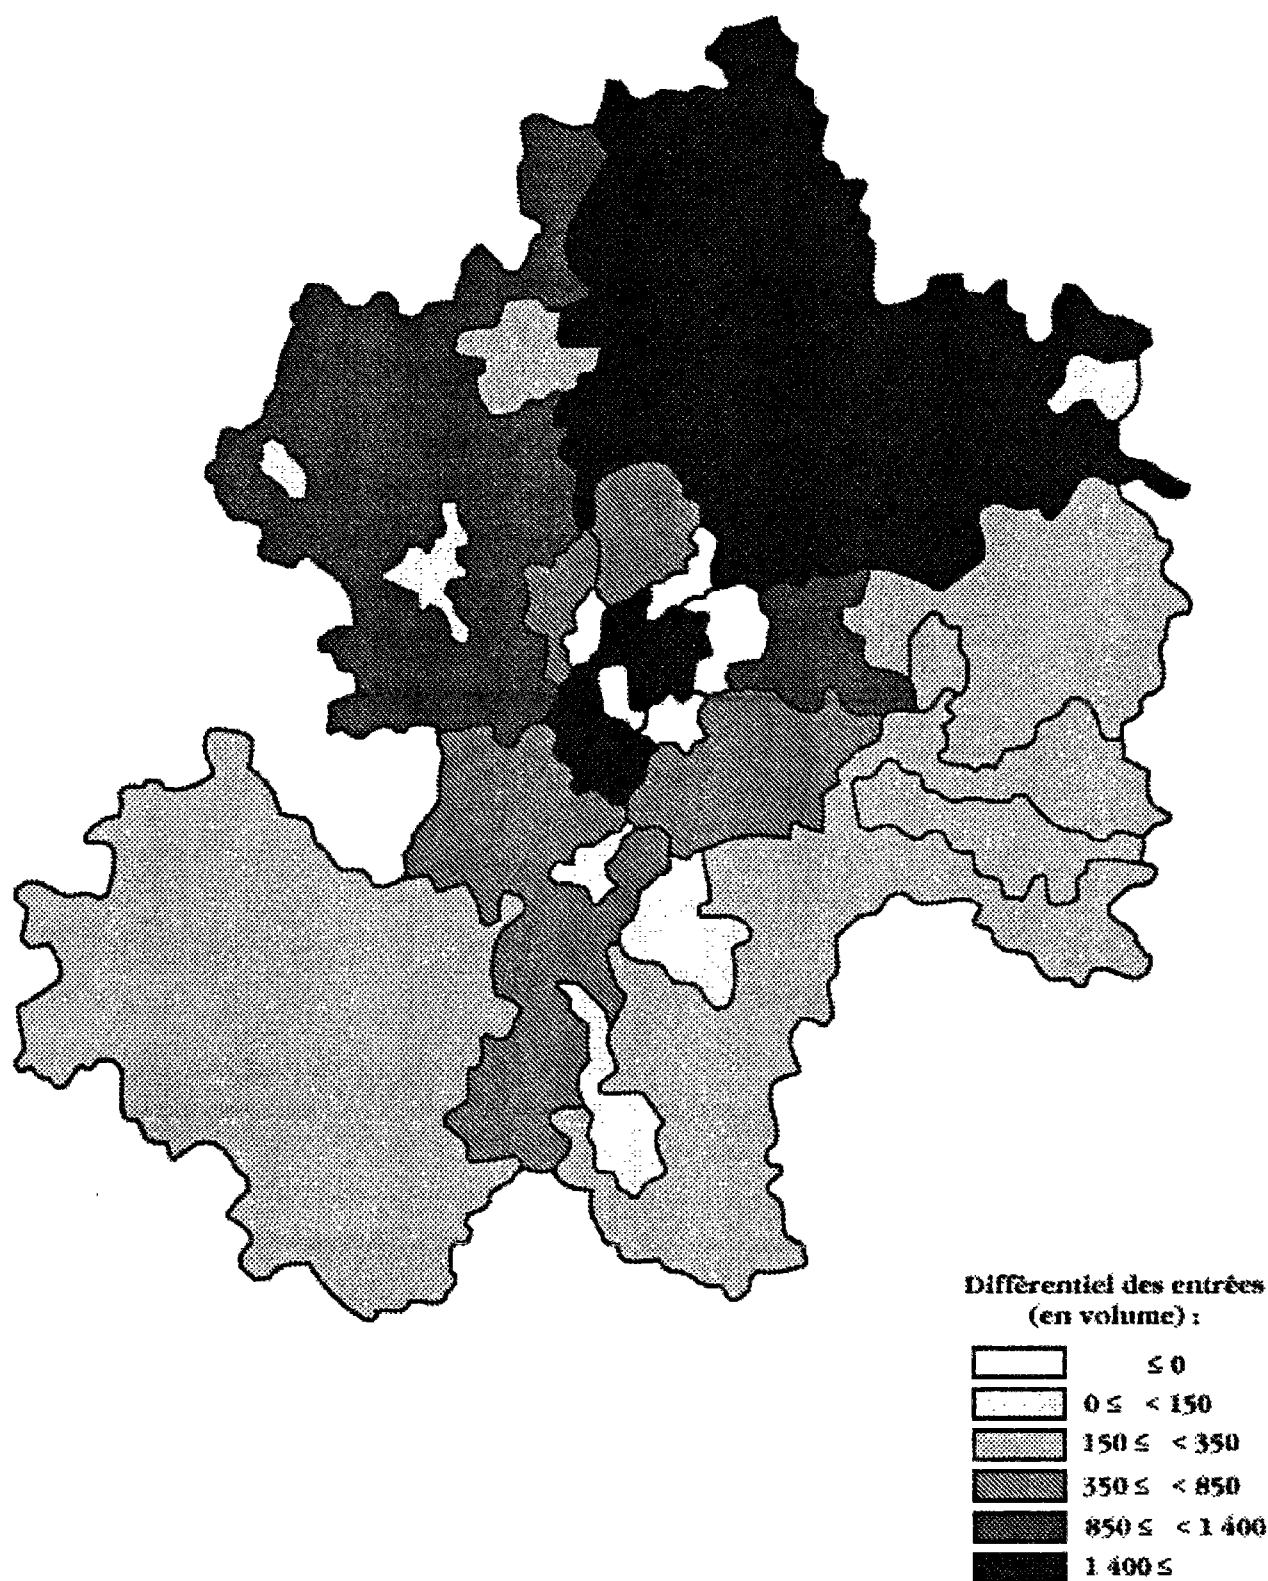 Différentiel des entrées
(en volume) :
≤ 0
0 ≤ < 150
150 ≤ < 350
350 ≤ < 850
850 ≤ < 1 400
1 400 ≤